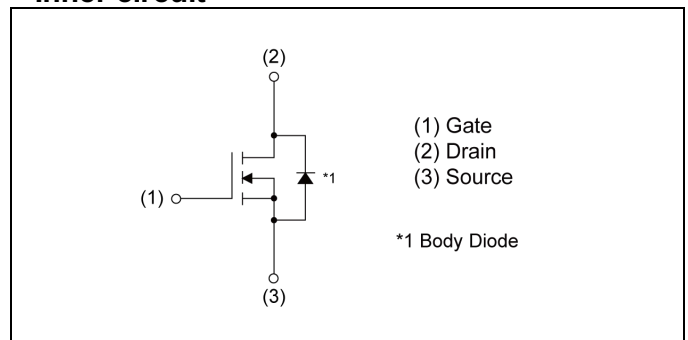 Inner circuit
(2)
(1) Gate
(2) Drain
(3) Source
*1
(1)
*1 Body Diode
(3)